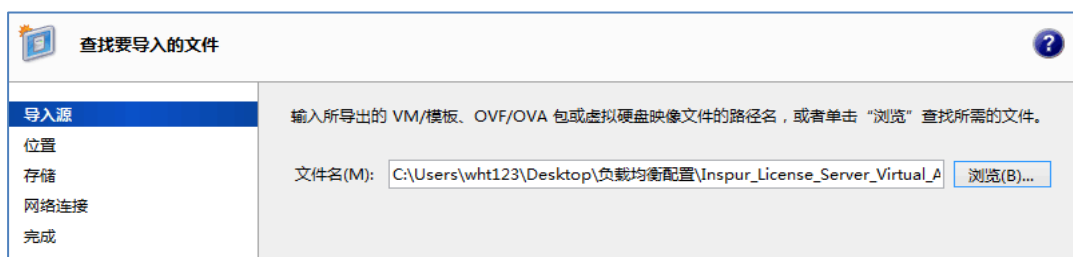 查找要导入的文件
?
导入源
位置
存储
网络连接
完成
输入所导出的 VM/模板、OVF/OVA 包或虚拟硬盘映像文件的路径名，或者单击“浏览”查找所需的文件。
文件名(M): C:\Users\wht123\Desktop\负载均衡配置\Inspur_License_Server_Virtual_A 浏览(B)...